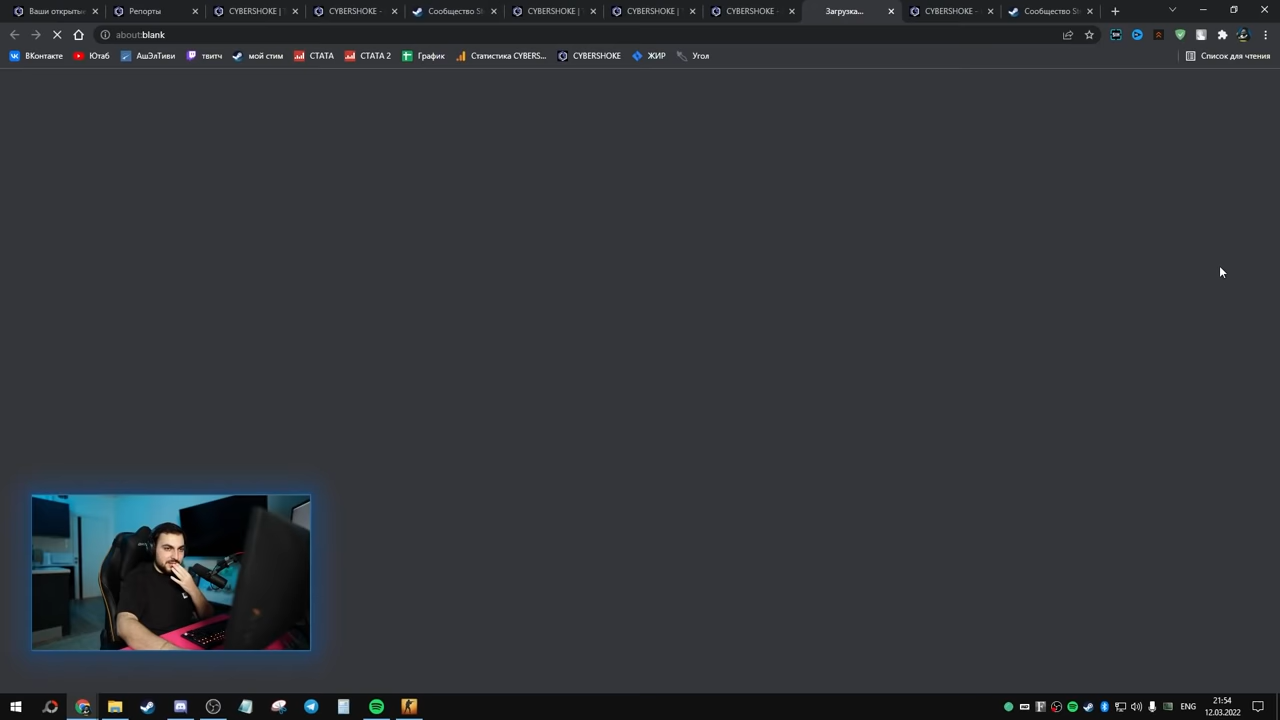 Ваши открыты
Репорты
CYBERSHOKE |
CYBERSHOKE -
Сообщество St
CYBERSHOKE |
CYBERSHOKE |
CYBERSHOKE -
Загрузка...
CYBERSHOKE -
Сообщество St
about:blank
ВКонтакте
Ютаб
АшЭлТиви
твитч
мой стим
СТАТА
СТАТА 2
График
Статистика CYBERS...
CYBERSHOKE
ЖИР
Угол
Список для чтения
ENG
21:54
12.03.2022